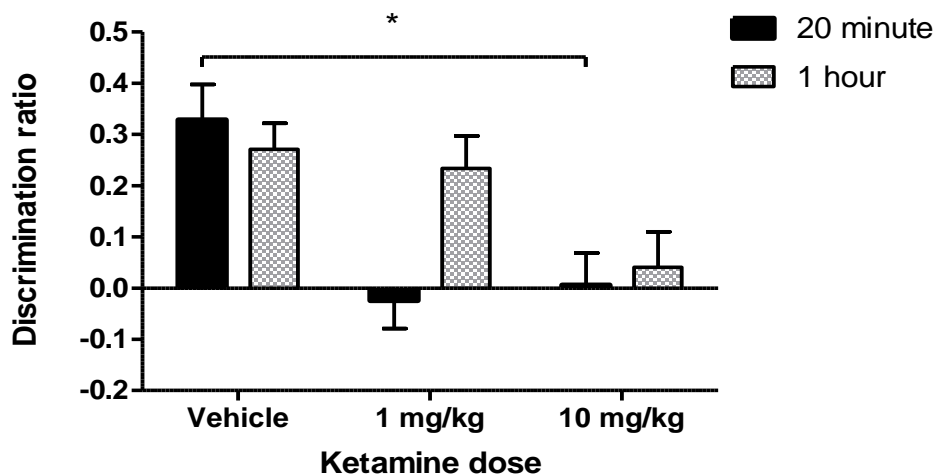 *
20 minute
1 hour
0.5
0.4
0.3
0.2
0.1
0.0
-0.1
-0.2
Discrimination ratio
Vehicle 1 mg/kg 10 mg/kg
Ketamine dose